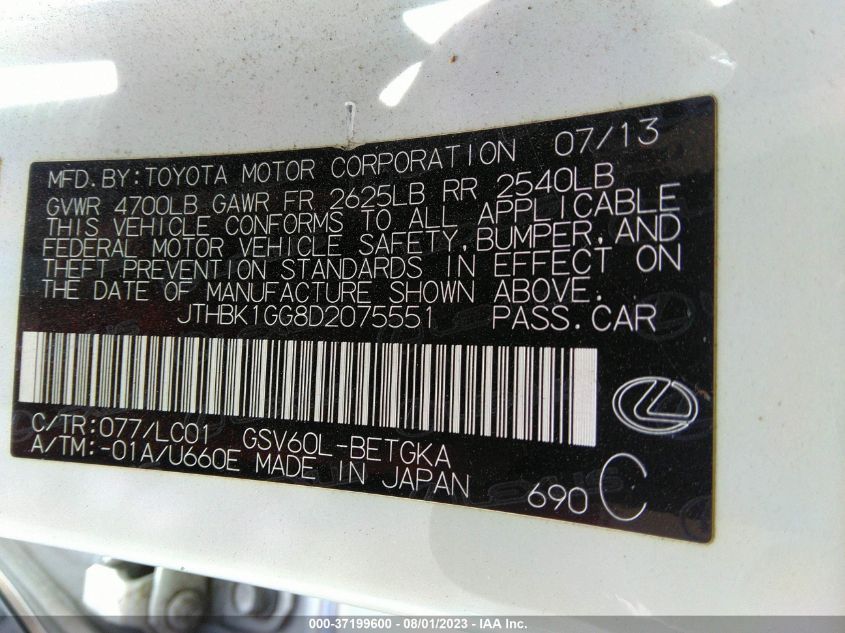 MFD.BY:TOYOTA MOTOR CORPORATION 07/13
GVWR 4700LB GAWR FR 2625LB RR 2540LB
THIS VEHICLE CONFORMS TO ALL APPLICABLE
FEDERAL MOTOR VEHICLE SAFETY, BUMPER, AND
THEFT PREVENTION STANDARDS IN EFFECT ON
THE DATE OF MANUFACTURE SHOWN ABOVE.
JTHBK1GG8D2075551 PASS.CAR
C/TR:077/LC01 GSV60L-BETGKA
A/TM:-01A/U660E MADE IN JAPAN
690 C
000-37199600 - 08/01/2023 - IAA Inc.